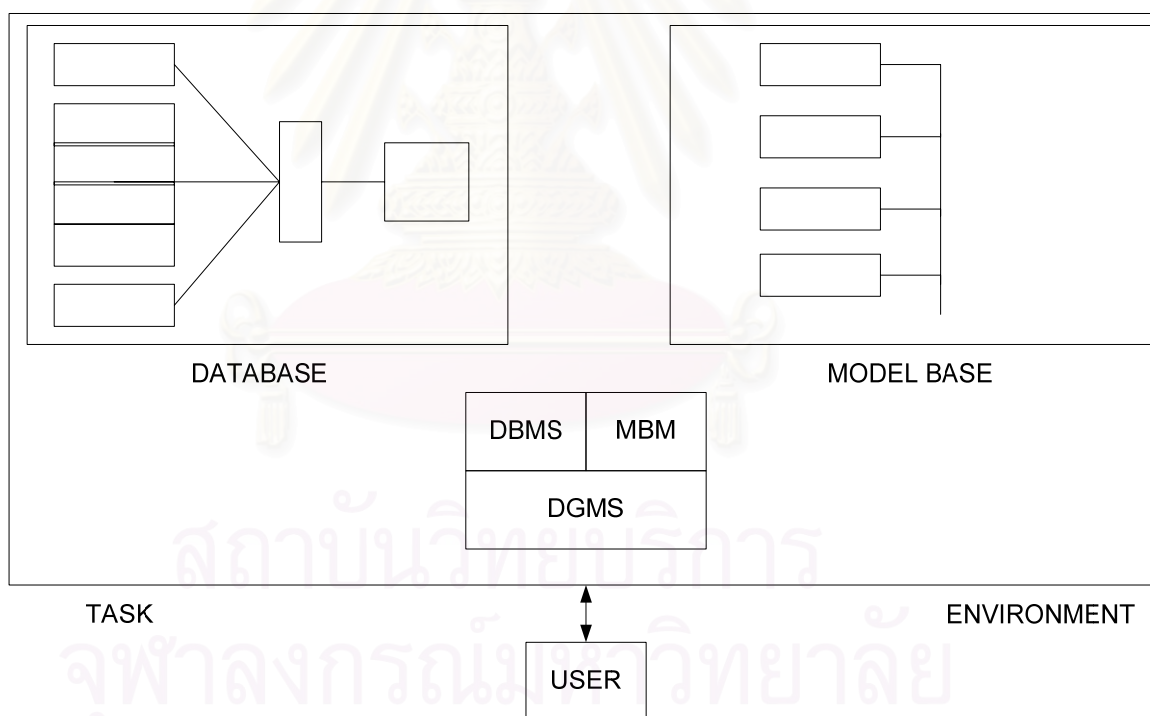 DATABASE
MODEL BASE
DBMS
MBM
DGMS
สถาบันวิทยบริการ
TASK
ENVIRONMENT
จุฬาลงกรณ์มหาวิทยาลัย
USER